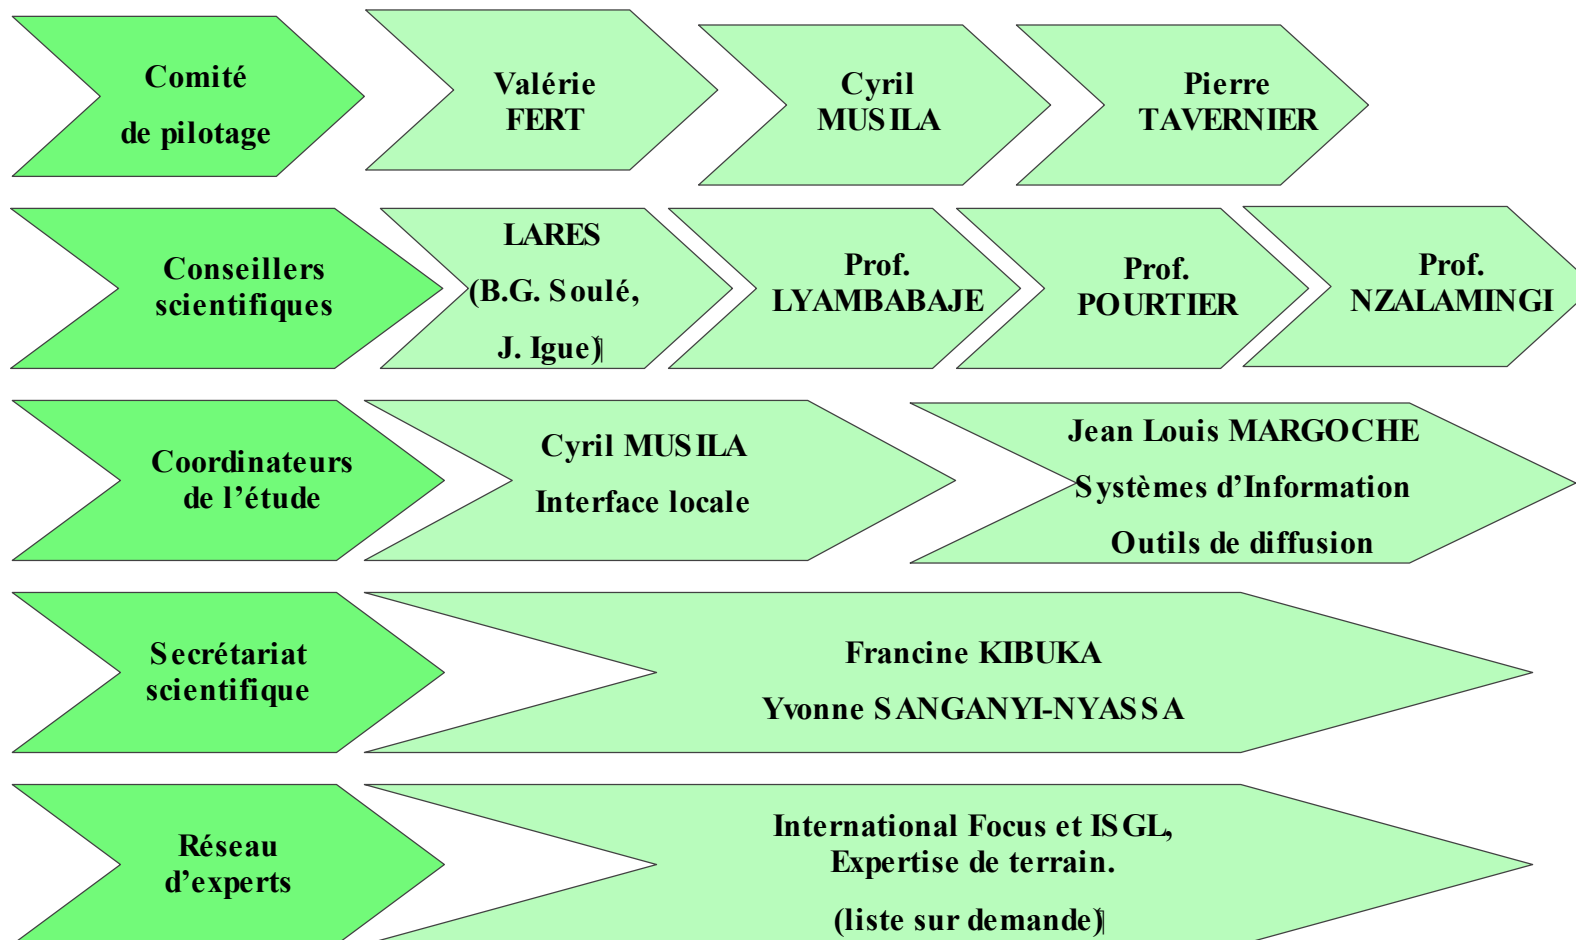 Comité
de pilotage
Valérie
FERT
Cyril
MUSILA
Pierre
TAVERNIER
Conseillers
scientifiques
LARES
(B.G. Soulé,
J. Igue)
Prof.
LYAMBABAJE
Prof.
POURTIER
Prof.
NZALAMINGI
Coordinateurs
de l’étude
Cyril MUSILA
Interface locale
Jean Louis MARGOCHE
Systèmes d’Information
Outils de diffusion
Secrétariat
scientifique
Francine KIBUKA
Yvonne SANGANYI-NYASSA
Réseau
d’experts
International Focus et ISGL,
Expertise de terrain.
(liste sur demande)